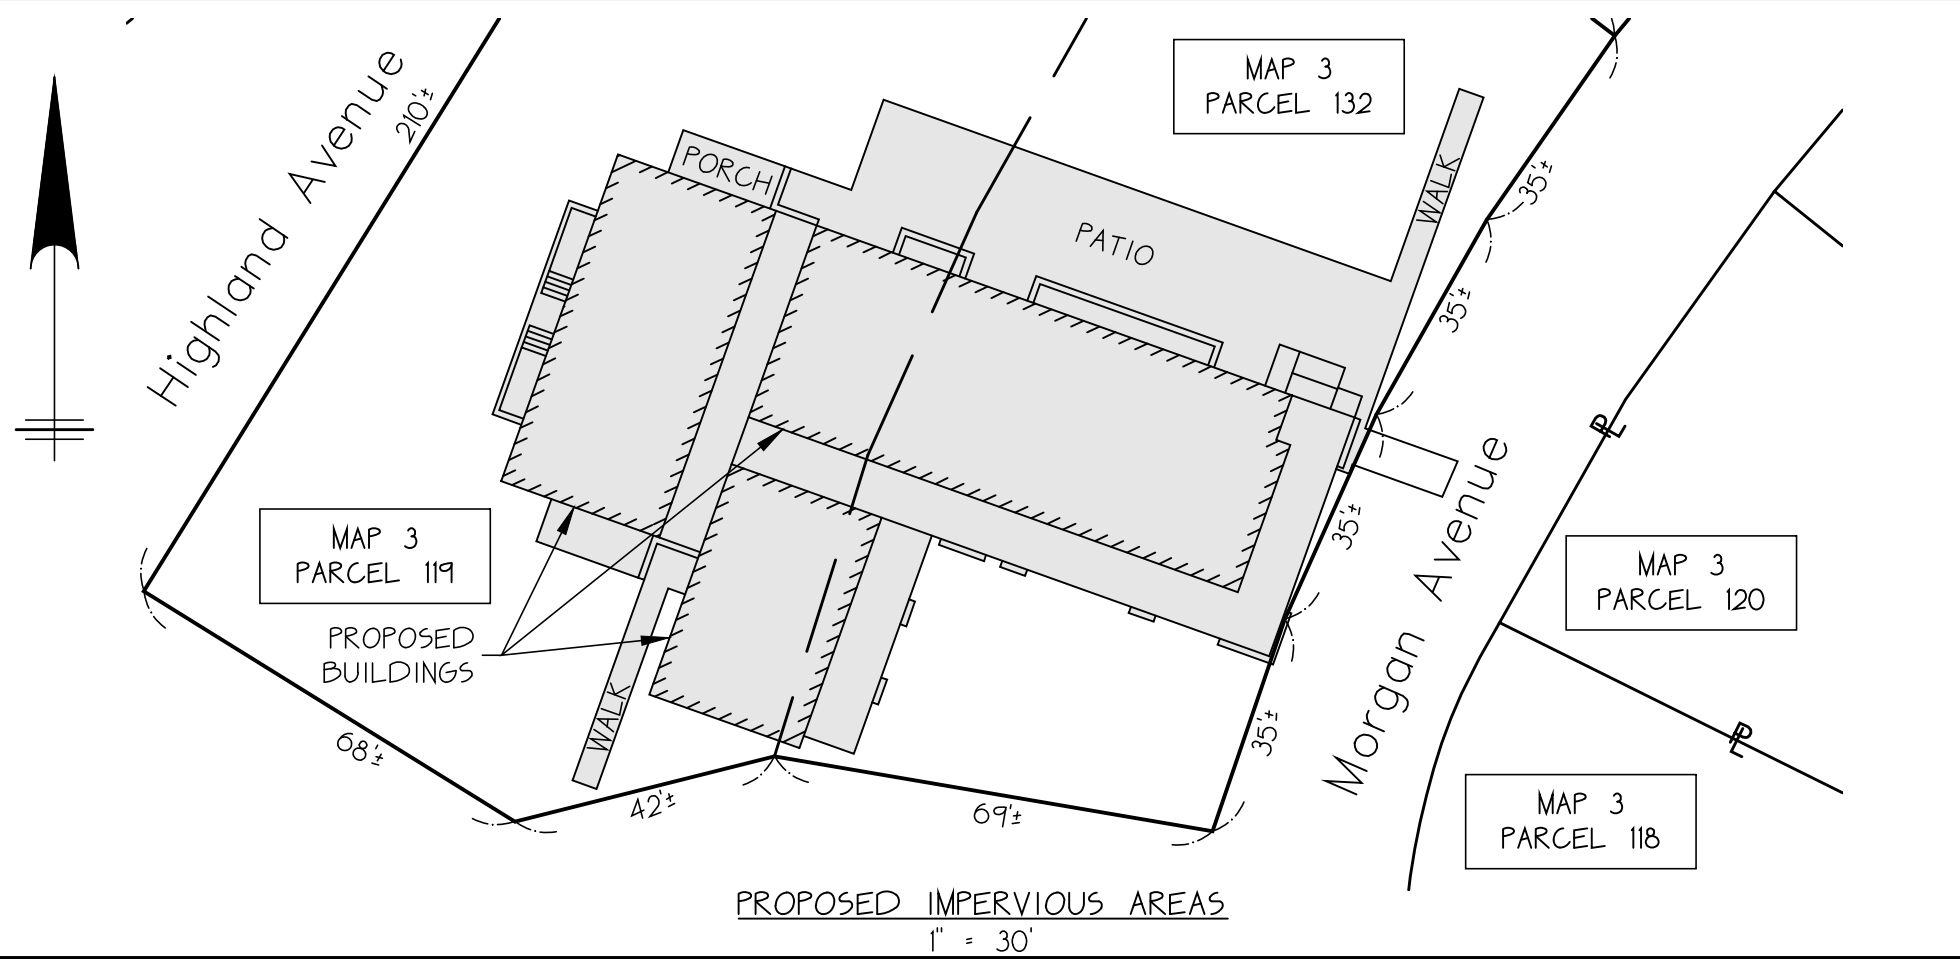 Highland Avenue
210'±
MAP 3
PARCEL 132
PORCH
PATIO
WALK
35'±
35'±
MAP 3
PARCEL 119
PROPOSED
BUILDINGS
WALK
35'±
35'±
Morgan Avenue
PL
MAP 3
PARCEL 120
PL
MAP 3
PARCEL 118
68'±
42'±
69'±
PROPOSED IMPERVIOUS AREAS
1" = 30'